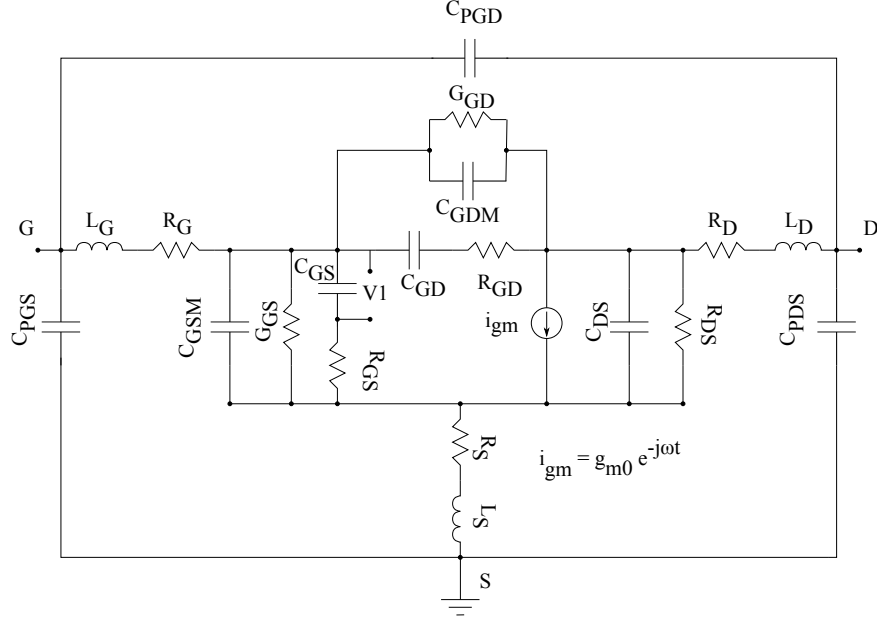 CPGD
GGD
CGDM
G
LG
RG
RD
LD
D
CGS
V1
CGD
RGD
CPGS
CGSM
GGS
RGS
igm
CDS
RDS
CPDS
RS
igm = gm0 e-jωt
LS
S